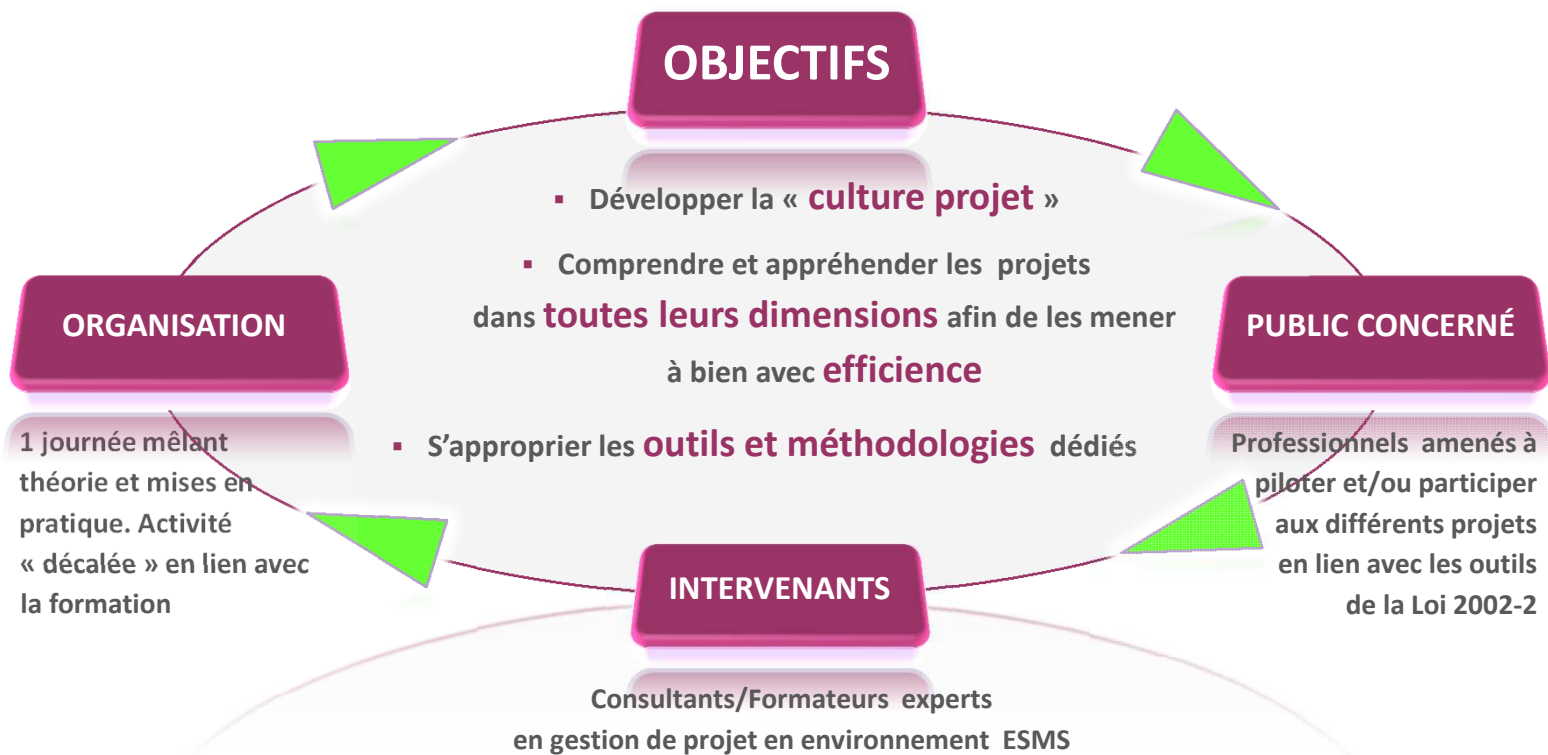 OBJECTIFS
▪ Développer la « culture projet »
▪ Comprendre et appréhender les projets
dans toutes leurs dimensions afin de les mener
à bien avec efficience
▪ S'approprier les outils et méthodologies dédiés
PUBLIC CONCERNÉ
Professionnels amenés à
piloter et/ou participer
aux différents projets
en lien avec les outils
de la Loi 2002-2
INTERVENANTS
Consultants/Formateurs experts
en gestion de projet en environnement ESMS
ORGANISATION
1 journée mêlant
théorie et mises en
pratique. Activité
« décalée » en lien avec
la formation